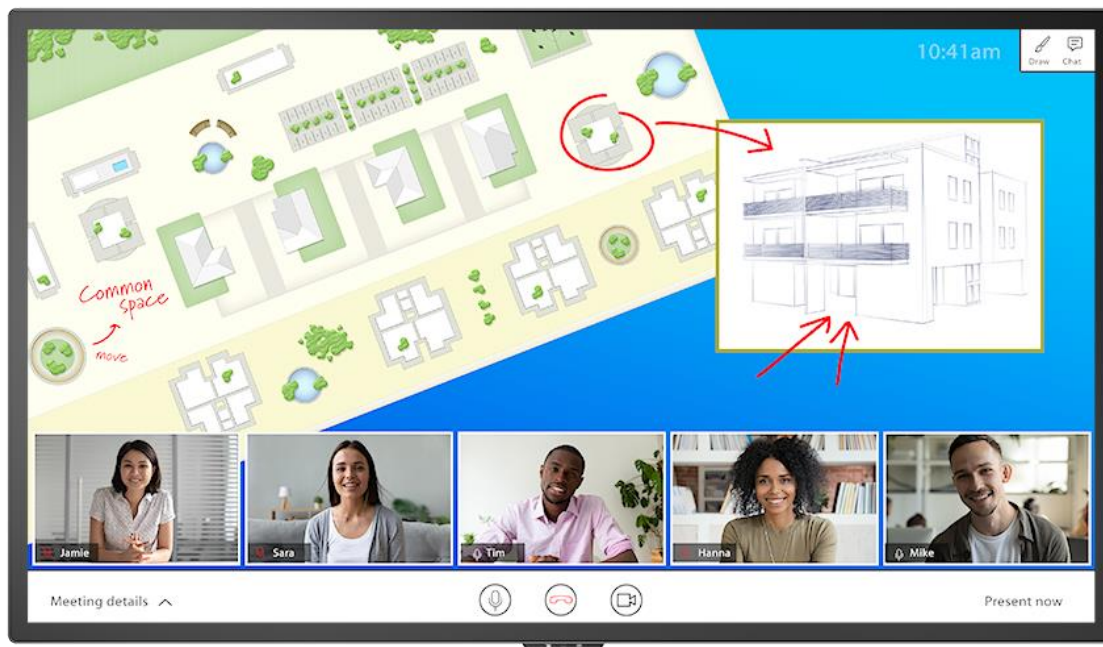 10:41am
Draw
Chat
Common
space
move
Jamie
Sara
Tim
Hanna
Mike
Meeting details
Present now